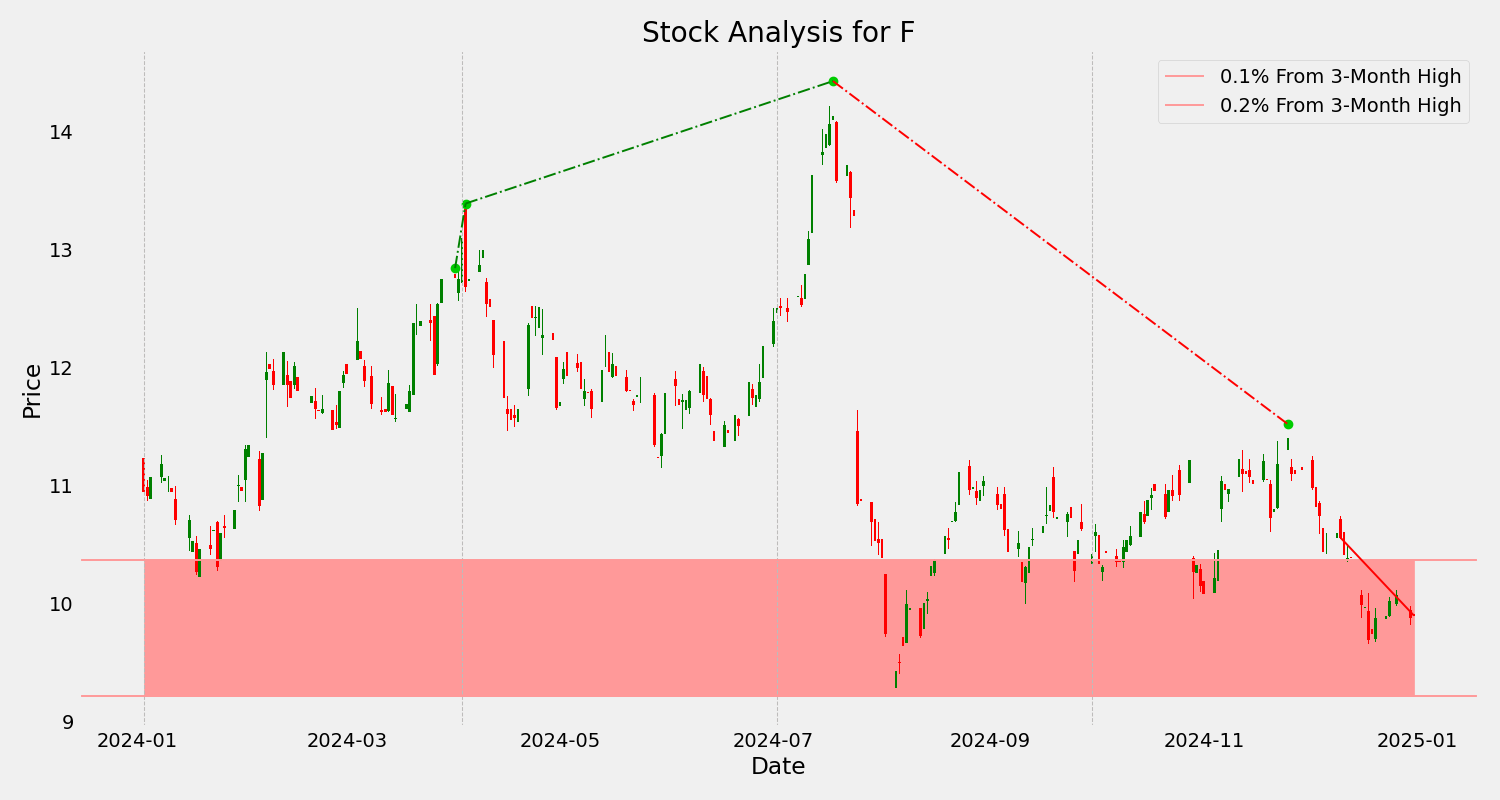 Stock Analysis for F
0.1% From 3-Month High
0.2% From 3-Month High
Price
14
13
12
11
10
9
2024-01
2024-03
2024-05
2024-07
2024-09
2024-11
2025-01
Date